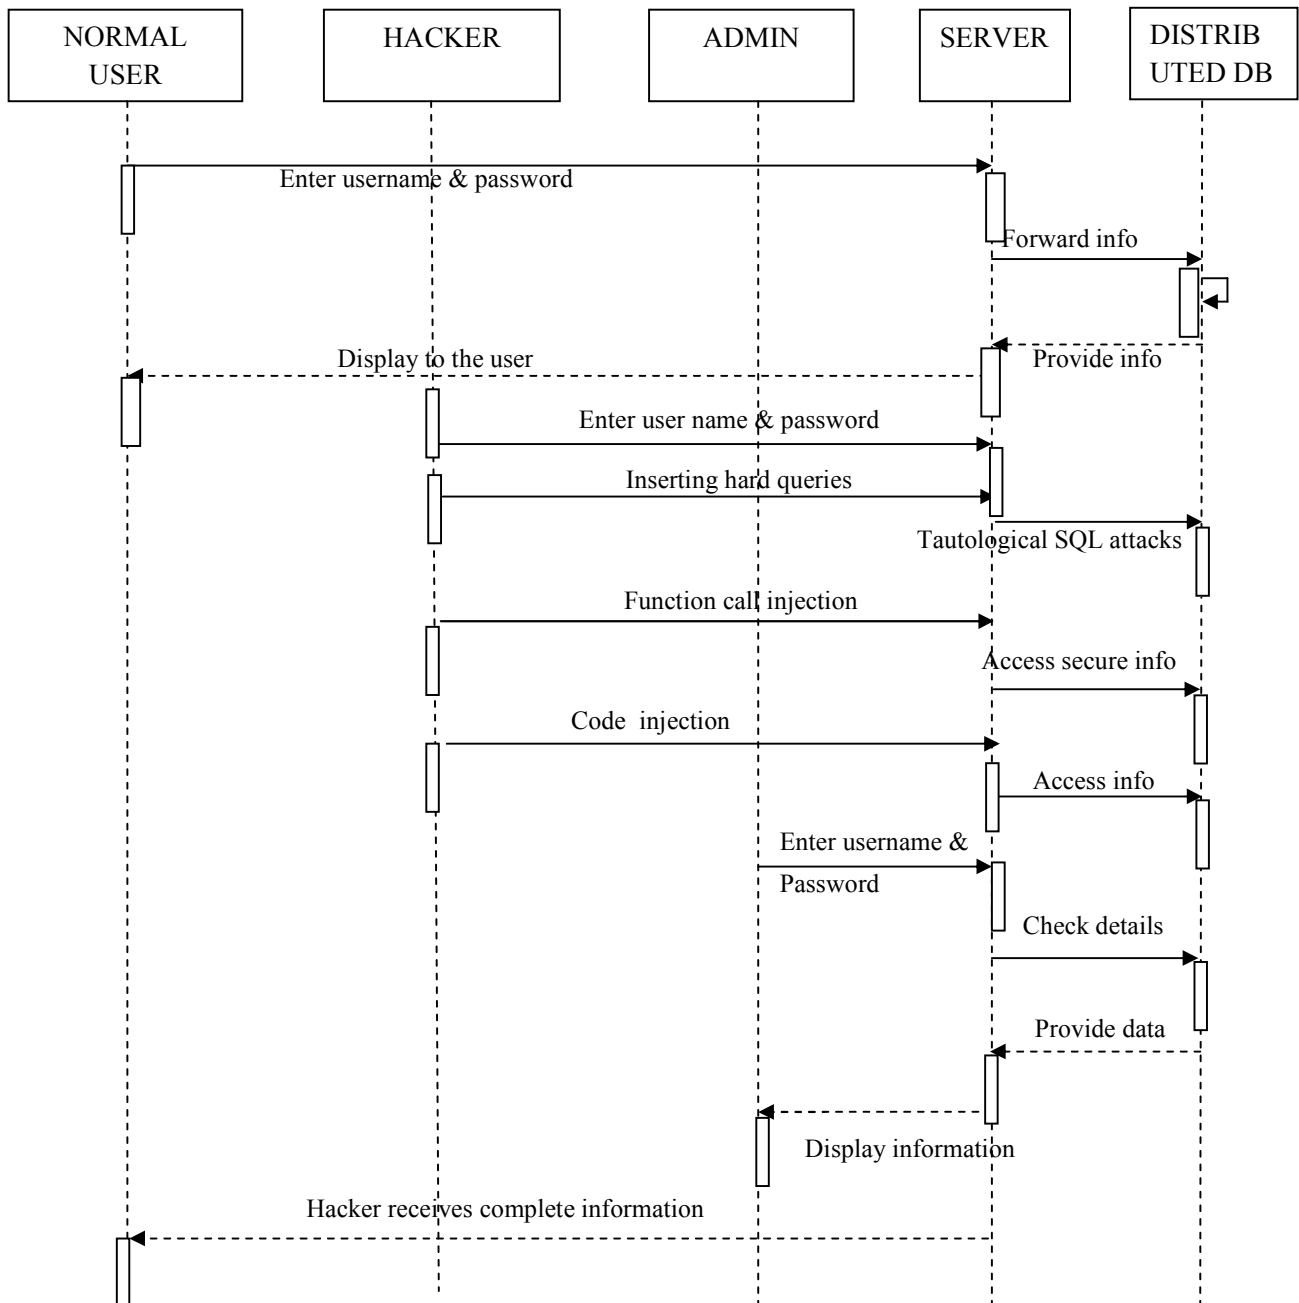 NORMAL
USER
HACKER
ADMIN
SERVER
DISTRIB
UTED DB
Enter username & password
Forward info
Provide info
Display to the user
Enter user name & password
Inserting hard queries
Tautological SQL attacks
Function call injection
Access secure info
Code  injection
Access info
Enter username &
Password
Check details
Provide data
Display information
Hacker receives complete information